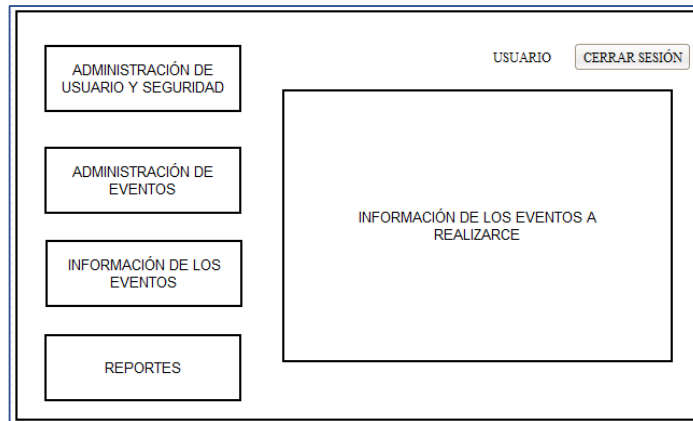 USUARIO
CERRAR SESIÓN
ADMINISTRACIÓN DE
USUARIO Y SEGURIDAD
ADMINISTRACIÓN DE
EVENTOS
INFORMACIÓN DE LOS
EVENTOS
REPORTES
INFORMACIÓN DE LOS EVENTOS A
REALIZARCE